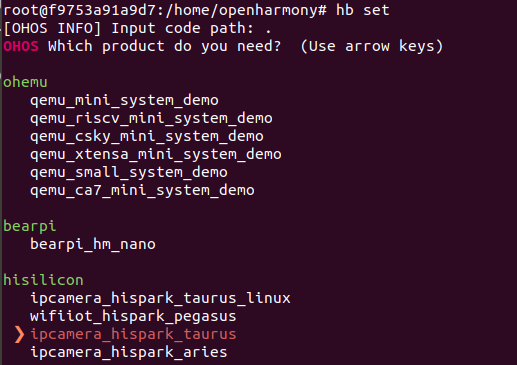 root@f9753a91a9d7:/home/openharmony# hb set
[OHOS INFO] Input code path: .
OHOS Which product do you need?  (Use arrow keys)
ohemu
qemu_mini_system_demo
qemu_riscv_mini_system_demo
qemu_csky_mini_system_demo
qemu_xtensa_mini_system_demo
qemu_small_system_demo
qemu_ca7_mini_system_demo
bearpi
bearpi_hm_nano
hisilicon
ipcamera_hispark_taurus_linux
wifiiot_hispark_pegasus
❯ ipcamera_hispark_taurus
ipcamera_hispark_aries